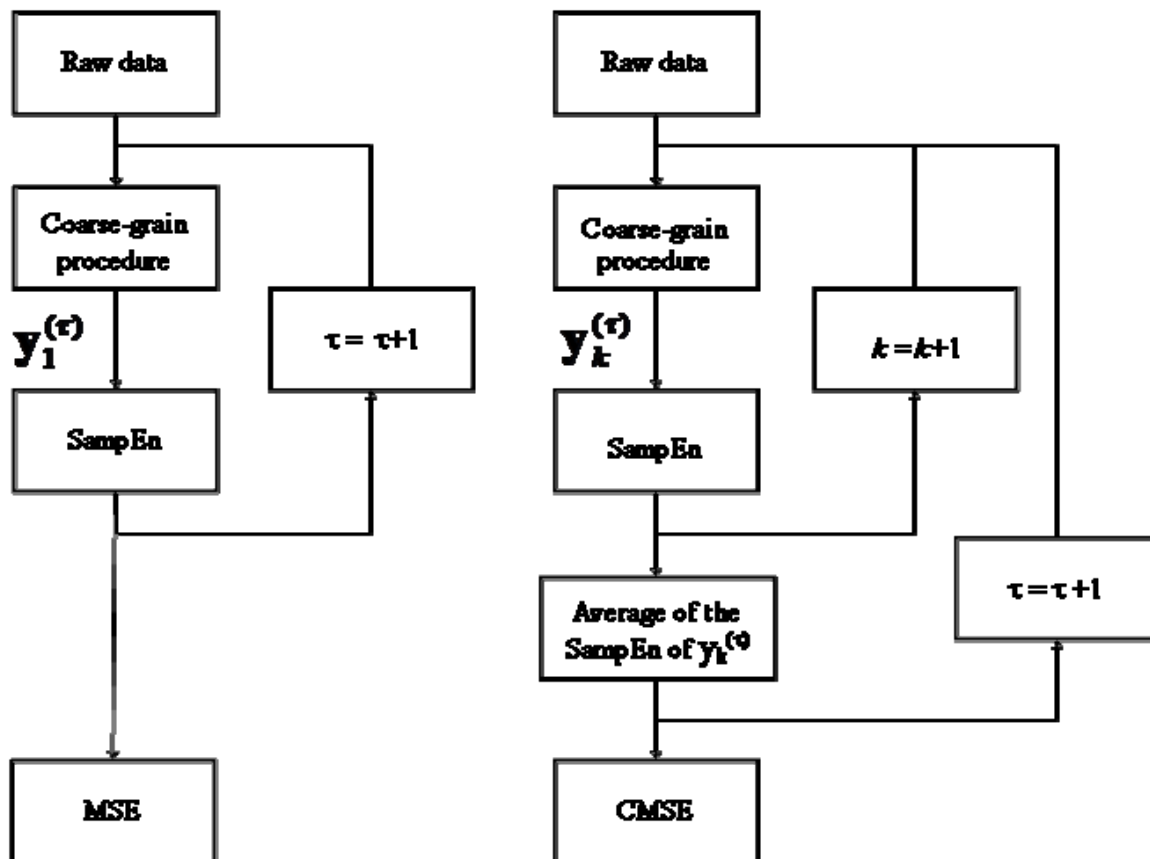 Raw data
Coarse-grain
procedure
y₁^(τ)
τ = τ+1
SampEn
MSE
Raw data
Coarse-grain
procedure
yₖ^(τ)
k = k+1
SampEn
Average of the
SampEn of yₖ^(τ)
τ = τ +1
CMSE